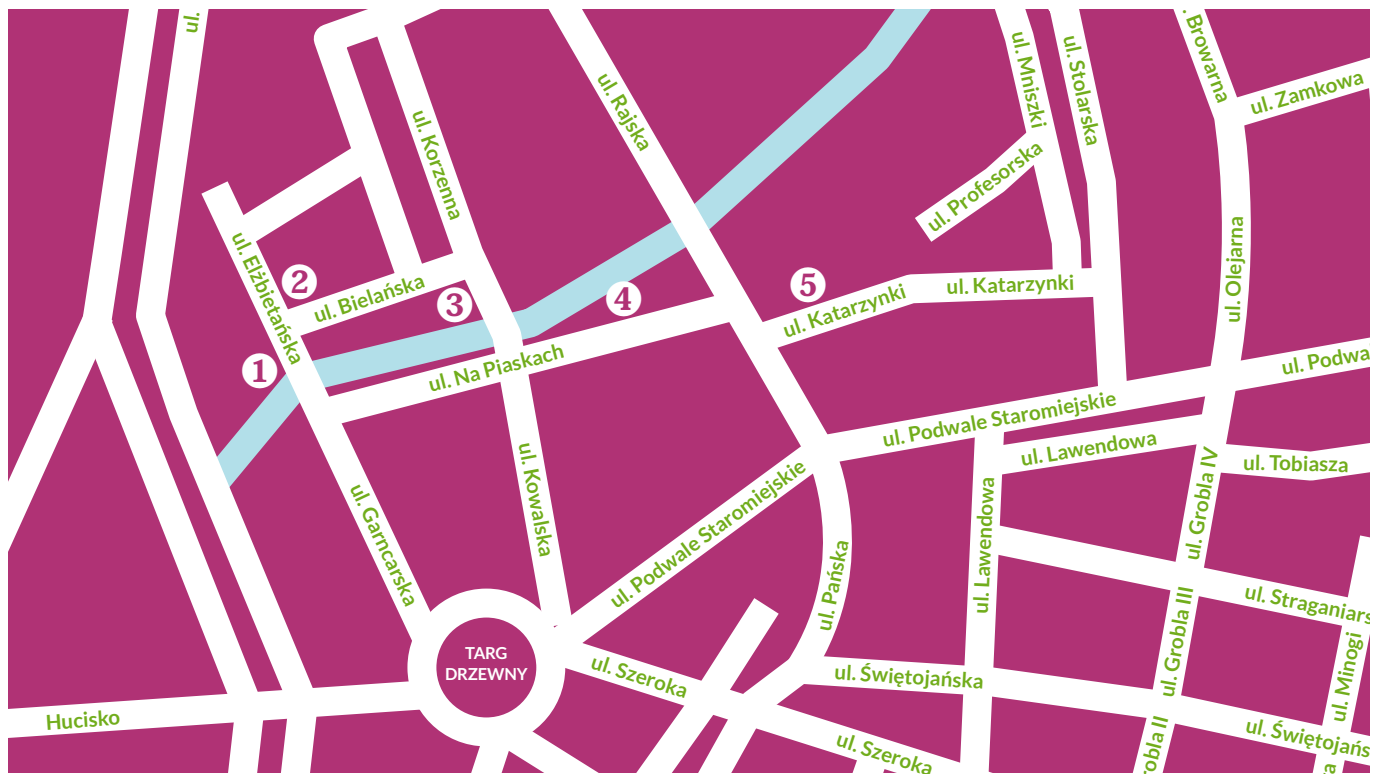 ul.
ul. Korzenna
ul. Rajska
ul. Mniszki
ul. Stolarska
. Browarna
ul. Zamkowa
ul. Profesorska
ul. Elżbietańska
2
ul. Bielańska
3
4
5
ul. Katarzynki
ul. Katarzynki
ul. Olejarna
1
ul. Na Piaskach
ul. Podwa
ul. Podwale Staromiejskie
ul. Lawendowa
ul. Tobiasza
ul. Garncarska
ul. Kowalska
ul. Podwale Staromiejskie
ul. Pańska
ul. Lawendowa
ul. Grobla IV
ul. Straganiars
ul. Grobla III
ul. Minogi
TARG
DRZEWNY
ul. Szeroka
ul. Świętojańska
Hucisko
ul. Szeroka
obla II
ul. Świętojańs
a